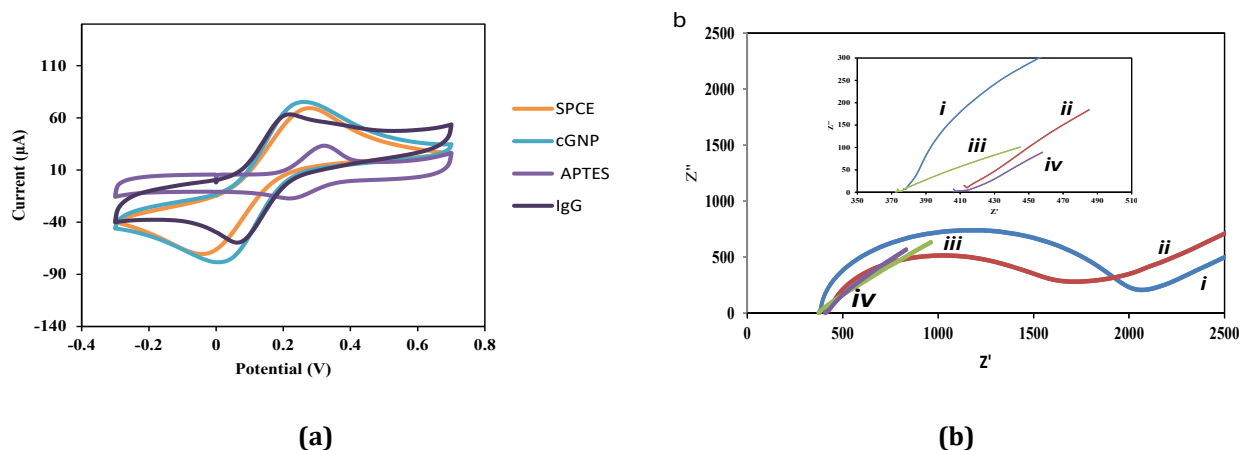 110
60
10
-40
-90
-140
Current (µA)
-0.4
-0.2
0
0.2
0.4
0.6
0.8
Potential (V)
SPCE
cGNP
APTES
IgG
(a)
b
2500
2000
1500
1000
500
0
Z''
0
500
1000
1500
2000
2500
Z'
i
ii
iii
iv
300
250
200
150
100
50
0
Z''
350
370
390
410
430
450
470
490
510
Z'
i
ii
iii
iv
(b)